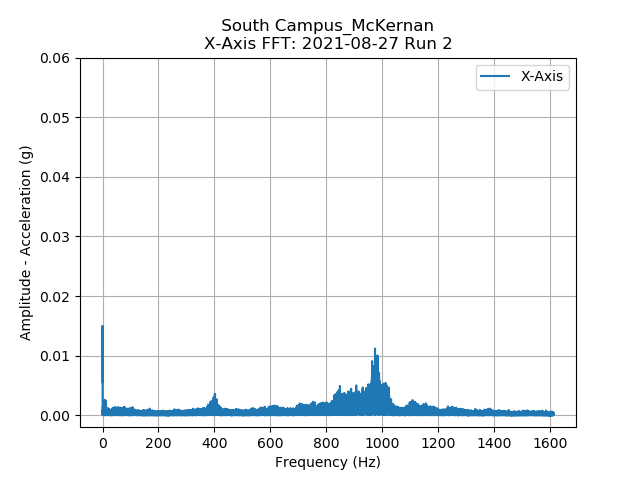 South Campus_McKernan
X-Axis FFT: 2021-08-27 Run 2
X-Axis
0.06
0.05
0.04
0.03
0.02
0.01
0.00
Amplitude - Acceleration (g)
0 200 400 600 800 1000 1200 1400 1600
Frequency (Hz)